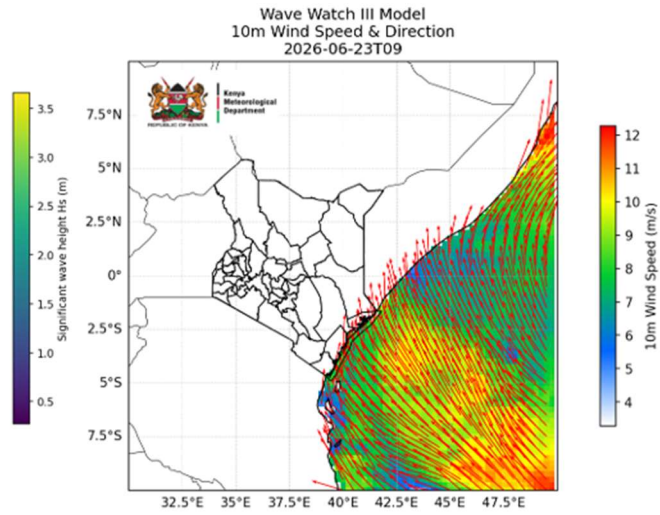 Wave Watch III Model
10m Wind Speed & Direction
2026-06-23T09
Kenya
Meteorological
Department
REPUBLIC OF KENYA
3.5
3.0
2.5
2.0
1.5
1.0
0.5
Significant wave height Hs (m)
7.5°N
5°N
2.5°N
0°
2.5°S
5°S
7.5°S
32.5°E
35°E
37.5°E
40°E
42.5°E
45°E
47.5°E
12
11
10
9
8
7
6
5
4
10m Wind Speed (m/s)